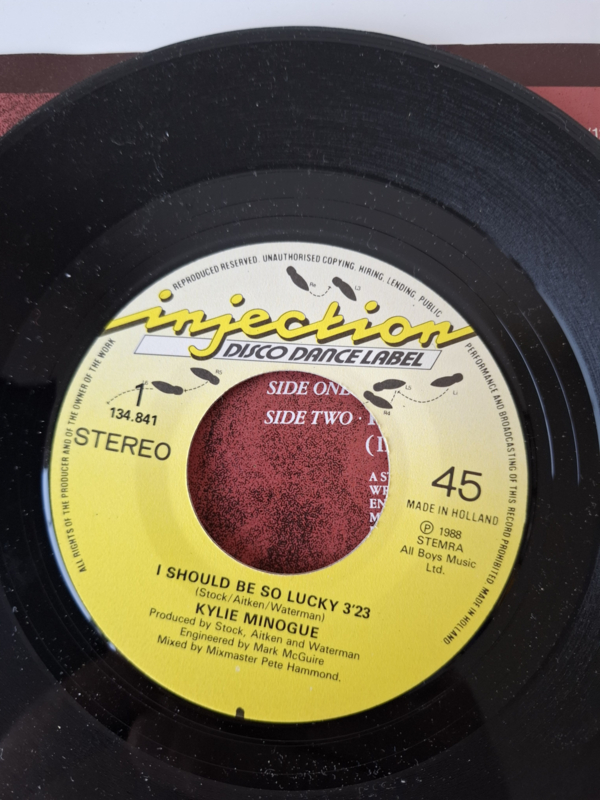 REPRODUCED RESERVED. UNAUTHORISED COPYING. HIRING. LENDING. PUBLIC
PERFORMANCE AND BROADCASTING OF THIS RECORD PROHIBITED. MADE IN HOLLAND
ALL RIGHTS OF THE PRODUCER AND OF THE OWNER OF THE WORK
injection
DISCO DANCE LABEL
1
134.841
STEREO
SIDE ONE
SIDE TWO ·
45
MADE IN HOLLAND
℗ 1988
STEMRA
All Boys Music
Ltd.
I SHOULD BE SO LUCKY 3'23
(Stock/Aitken/Waterman)
KYLIE MINOGUE
Produced by Stock, Aitken and Waterman
Engineered by Mark McGuire
Mixed by Mixmaster Pete Hammond.